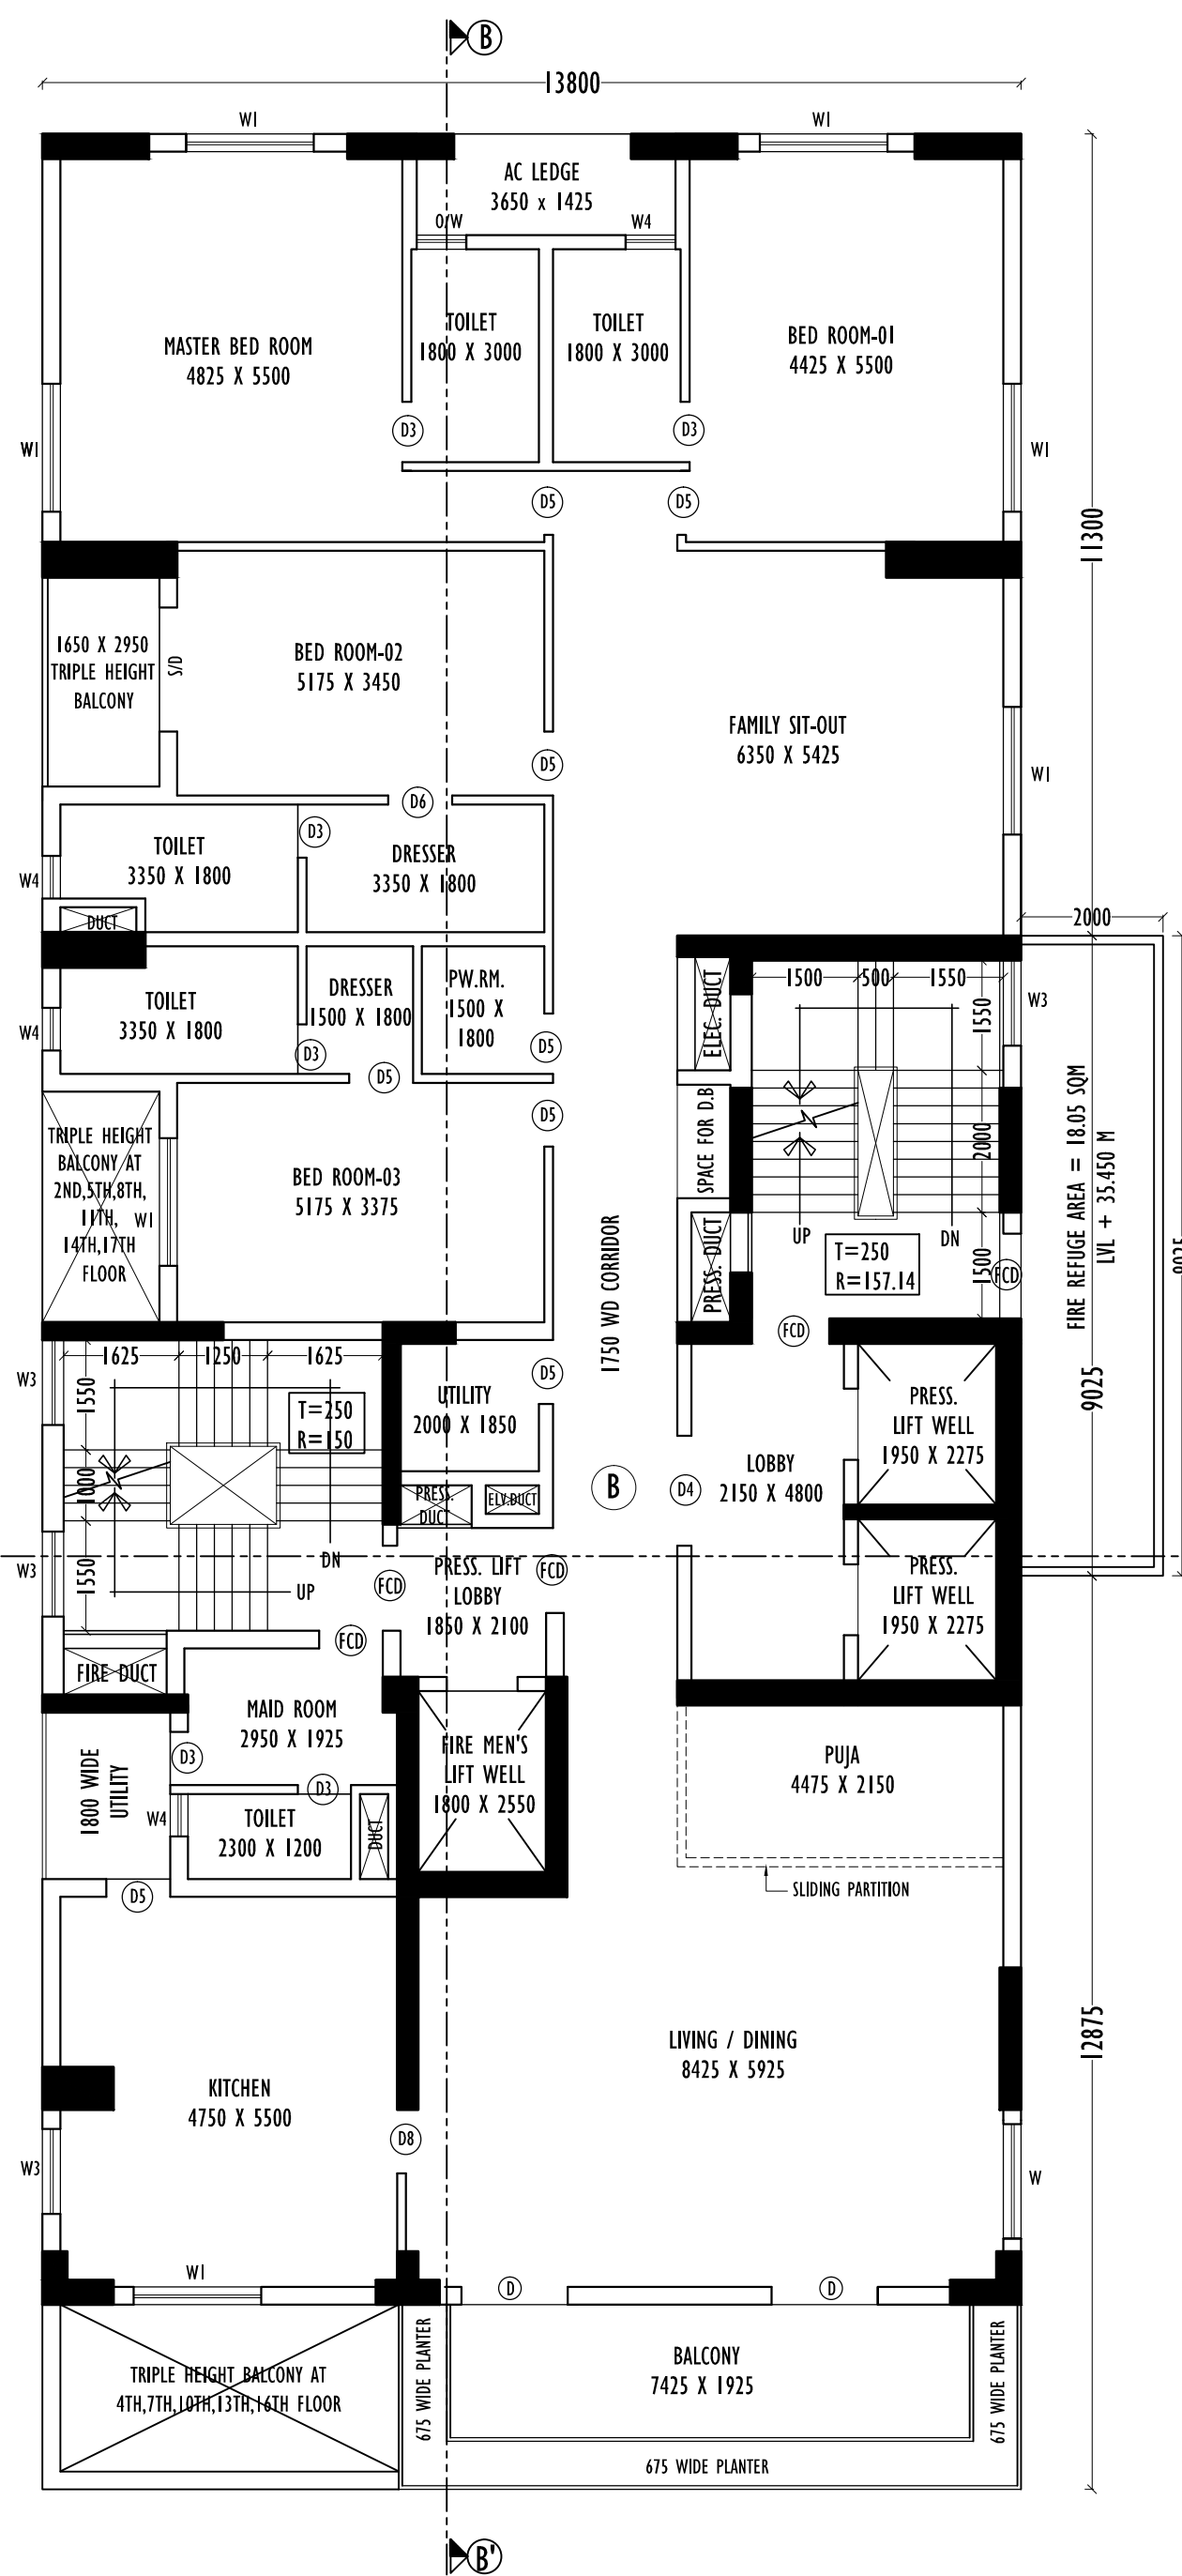 B
13800
W1
W1
AC LEDGE
3650 x 1425
O/W
W4
TOILET
1800 X 3000
TOILET
1800 X 3000
MASTER BED ROOM
4825 X 5500
BED ROOM-01
4425 X 5500
D3
D3
W1
W1
D5
D5
11300
1650 X 2950
TRIPLE HEIGHT
BALCONY
S/D
BED ROOM-02
5175 X 3450
FAMILY SIT-OUT
6350 X 5425
D5
W1
D6
D3
TOILET
3350 X 1800
DRESSER
3350 X 1800
W4
DUCT
2000
TOILET
3350 X 1800
DRESSER
1500 X 1800
PW.RM.
1500 X
1800
W4
D3
D5
D5
D5
ELEC. DUCT
1500
500
1550
1550
W3
SPACE FOR D.B
2000
PRESS. DUCT
UP
DN
T=250
R=157.14
1500
FCD
FCD
FIRE REFUGE AREA = 18.05 SQM
LVL + 35.450 M
9025
9025
TRIPLE HEIGHT
BALCONY AT
2ND,5TH,8TH,
11TH,
14TH,17TH
FLOOR
W1
BED ROOM-03
5175 X 3375
1750 WD CORRIDOR
1625
1250
1625
W3
1550
T=250
R=150
1000
W3
1550
DN
UP
D5
UTILITY
2000 X 1850
PRESS.
DUCT
ELV.DUCT
B
D4
LOBBY
2150 X 4800
PRESS.
LIFT WELL
1950 X 2275
PRESS.
LIFT WELL
1950 X 2275
FCD
PRESS. LIFT
LOBBY
1850 X 2100
FCD
FCD
FIRE DUCT
MAID ROOM
2950 X 1925
FIRE MEN'S
LIFT WELL
1800 X 2550
PUJA
4475 X 2150
SLIDING PARTITION
1800 WIDE
UTILITY
D3
D3
W4
TOILET
2300 X 1200
DUCT
D5
KITCHEN
4750 X 5500
LIVING / DINING
8425 X 5925
12875
D8
W3
W
W1
D
D
TRIPLE HEIGHT BALCONY AT
4TH,7TH,10TH,13TH,16TH FLOOR
675 WIDE PLANTER
BALCONY
7425 X 1925
675 WIDE PLANTER
675 WIDE PLANTER
B'